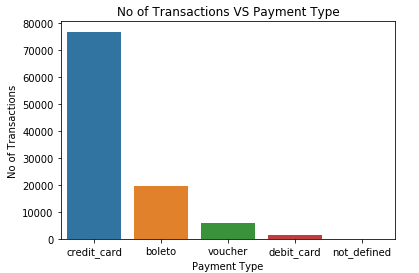 No of Transactions VS Payment Type
80000
70000
60000
50000
40000
30000
20000
10000
0
No of Transactions
credit_card boleto voucher debit_card not_defined
Payment Type